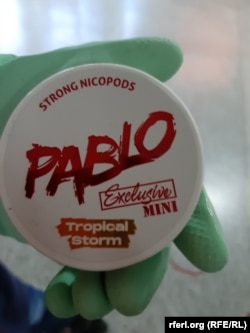 STRONG NICOPODS
PABLO
Exclusive
MINI
Tropical
Storm
rferl.org (RFE/RL)